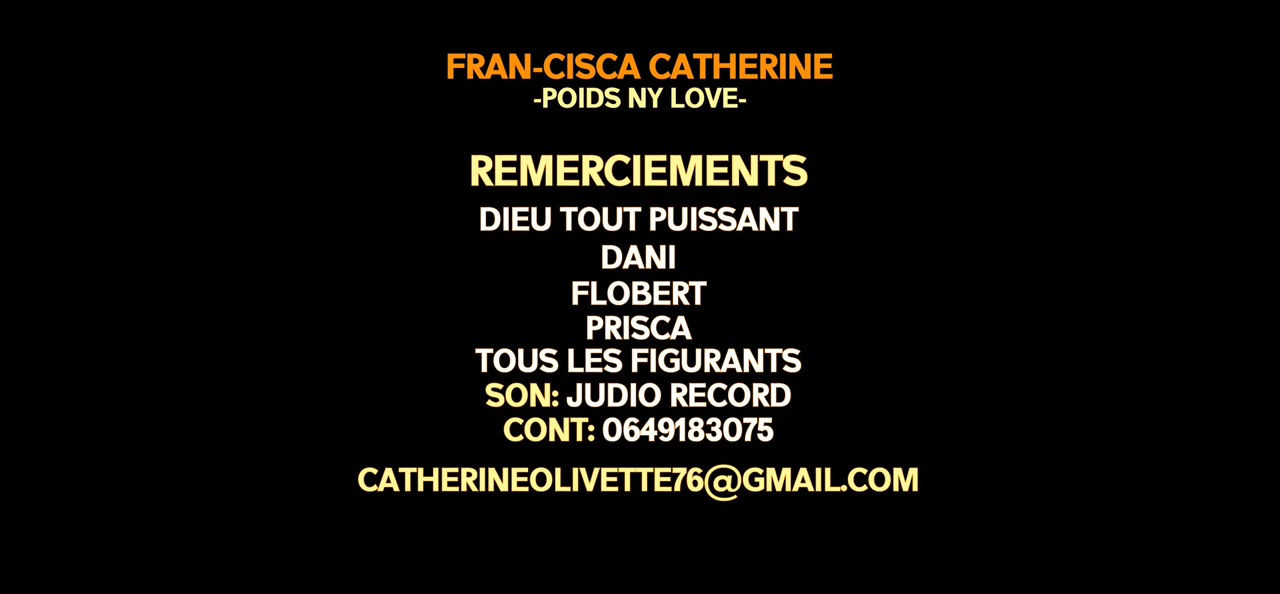 FRAN-CISCA CATHERINE
-POIDS NY LOVE-
REMERCIEMENTS
DIEU TOUT PUISSANT
DANI
FLOBERT
PRISCA
TOUS LES FIGURANTS
SON: JUDIO RECORD
CONT: 0649183075
CATHERINEOLIVETTE76@GMAIL.COM